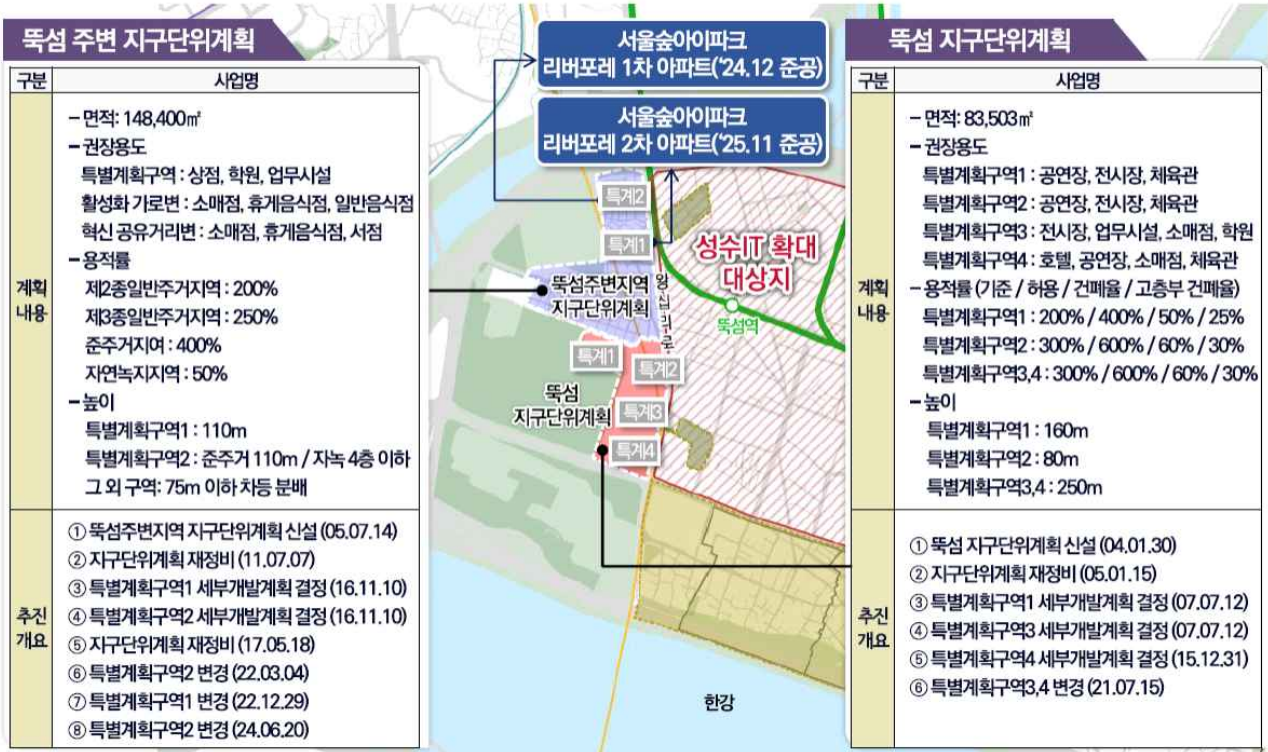 뚝섬 주변 지구단위계획
구분
사업명
계획
내용
- 면적: 148,400㎡
- 권장용도
특별계획구역 : 상점, 학원, 업무시설
활성화 가로변 : 소매점, 휴게음식점, 일반음식점
혁신 공유거리변 : 소매점, 휴게음식점, 서점
- 용적률
제2종일반주거지역 : 200%
제3종일반주거지역 : 250%
준주거지여 : 400%
자연녹지지역 : 50%
- 높이
특별계획구역1 : 110m
특별계획구역2 : 준주거 110m / 자녹 4층 이하
그 외 구역: 75m 이하 차등 분배
추진
개요
① 뚝섬주변지역 지구단위계획 신설 (05.07.14)
② 지구단위계획 재정비 (11.07.07)
③ 특별계획구역1 세부개발계획 결정 (16.11.10)
④ 특별계획구역2 세부개발계획 결정 (16.11.10)
⑤ 지구단위계획 재정비 (17.05.18)
⑥ 특별계획구역2 변경 (22.03.04)
⑦ 특별계획구역1 변경 (22.12.29)
⑧ 특별계획구역2 변경 (24.06.20)
서울숲아이파크
리버포레 1차 아파트('24.12 준공)
서울숲아이파크
리버포레 2차 아파트('25.11 준공)
특계2
특계1
성수IT 확대
대상지
뚝섬주변지역
지구단위계획
왕십리로
뚝섬역
특계1
특계2
뚝섬
지구단위계획
특계3
특계4
한강
뚝섬 지구단위계획
구분
사업명
계획
내용
- 면적: 83,503㎡
- 권장용도
특별계획구역1 : 공연장, 전시장, 체육관
특별계획구역2 : 공연장, 전시장, 체육관
특별계획구역3 : 전시장, 업무시설, 소매점, 학원
특별계획구역4 : 호텔, 공연장, 소매점, 체육관
- 용적률 (기준 / 허용 / 건폐율 / 고층부 건폐율)
특별계획구역1 : 200% / 400% / 50% / 25%
특별계획구역2 : 300% / 600% / 60% / 30%
특별계획구역3,4 : 300% / 600% / 60% / 30%
- 높이
특별계획구역1 : 160m
특별계획구역2 : 80m
특별계획구역3,4 : 250m
추진
개요
① 뚝섬 지구단위계획 신설 (04.01.30)
② 지구단위계획 재정비 (05.01.15)
③ 특별계획구역1 세부개발계획 결정 (07.07.12)
④ 특별계획구역3 세부개발계획 결정 (07.07.12)
⑤ 특별계획구역4 세부개발계획 결정 (15.12.31)
⑥ 특별계획구역3,4 변경 (21.07.15)